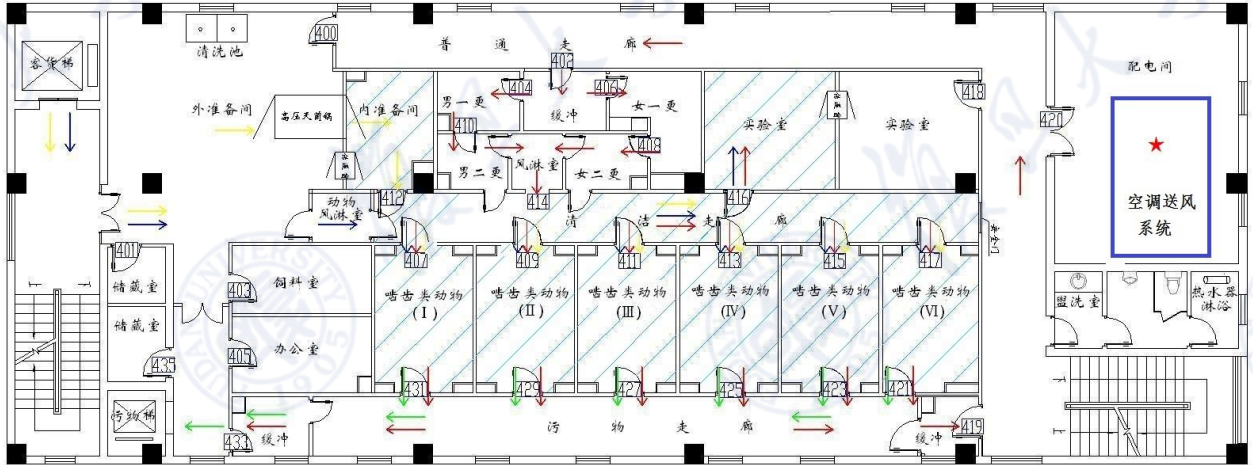 普通走廊
400
客货梯
清洗池
402
配电间
外准备间
高压灭菌锅
内准备间
男一更
404
缓冲
406
女一更
实验室
实验室
418
420
410
408
男二更
风淋室
女二更
空调送风
系统
动物
风淋室
412
414
416
清洁走廊
401
407
409
411
413
415
417
储藏室
403
饲料室
啮齿类动物
(I)
啮齿类动物
(II)
啮齿类动物
(III)
啮齿类动物
(IV)
啮齿类动物
(V)
啮齿类动物
(VI)
盥洗室
热水器
淋浴
储藏室
435
405
办公室
431
429
427
425
423
421
污物梯
433
缓冲
污物走廊
缓冲
419